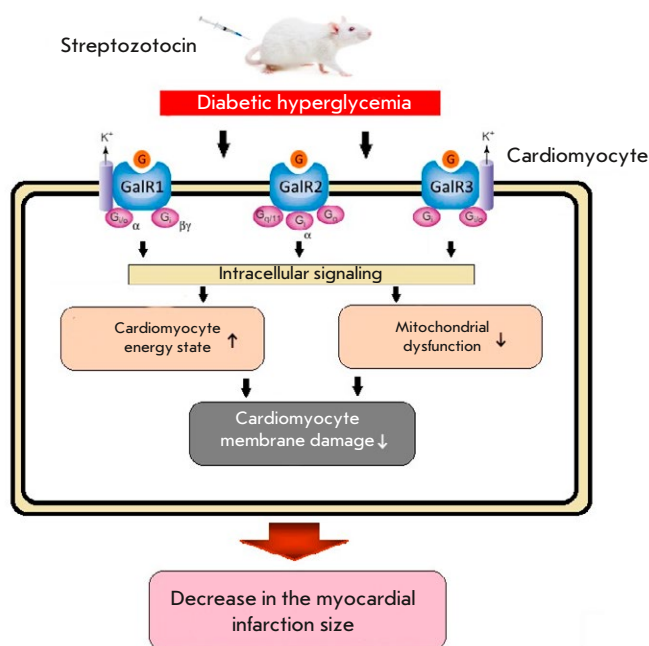 Streptozotocin
Diabetic hyperglycemia
K+
K+
Cardiomyocyte
G
G
G
GalR1
GalR2
GalR3
Gi/o
Gi
Gq/11
Gi
Gi
α
βγ
α
Intracellular signaling
Cardiomyocyte
energy state ↑
Mitochondrial
dysfunction ↓
Cardiomyocyte
membrane damage ↓
Decrease in the myocardial
infarction size